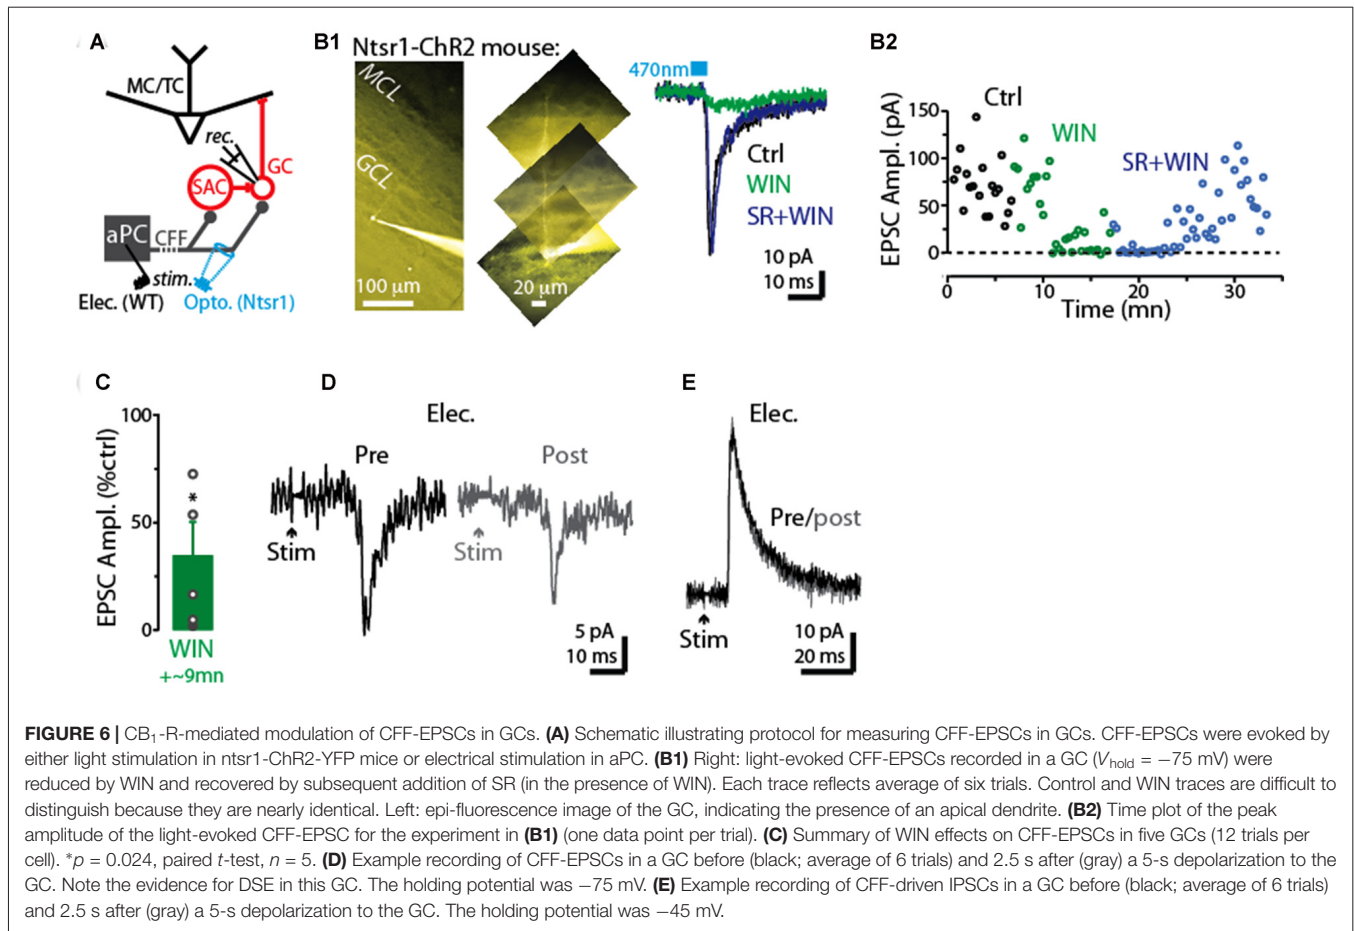 A
MC/TC
rec.
GC
SAC
aPC
CFF
stim.
Elec. (WT)
Opto. (Ntsr1)
B1
Ntsr1-ChR2 mouse:
MCL
GCL
100 μm
20 μm
470nm
Ctrl
WIN
SR+WIN
10 pA
10 ms
B2
Ctrl
WIN
SR+WIN
EPSC Ampl. (pA)
150
100
50
0
0 10 20 30
Time (mn)
C
EPSC Ampl. (%ctrl)
100
50
0
*
WIN
+~9mn
D
Elec.
Pre
Post
Stim
Stim
5 pA
10 ms
E
Elec.
Pre/post
Stim
10 pA
20 ms
FIGURE 6 | CB₁-R-mediated modulation of CFF-EPSCs in GCs. (A) Schematic illustrating protocol for measuring CFF-EPSCs in GCs. CFF-EPSCs were evoked by
either light stimulation in ntsr1-ChR2-YFP mice or electrical stimulation in aPC. (B1) Right: light-evoked CFF-EPSCs recorded in a GC (Vhold = −75 mV) were
reduced by WIN and recovered by subsequent addition of SR (in the presence of WIN). Each trace reflects average of six trials. Control and WIN traces are difficult to
distinguish because they are nearly identical. Left: epi-fluorescence image of the GC, indicating the presence of an apical dendrite. (B2) Time plot of the peak
amplitude of the light-evoked CFF-EPSC for the experiment in (B1) (one data point per trial). (C) Summary of WIN effects on CFF-EPSCs in five GCs (12 trials per
cell). *p = 0.024, paired t-test, n = 5. (D) Example recording of CFF-EPSCs in a GC before (black; average of 6 trials) and 2.5 s after (gray) a 5-s depolarization to the
GC. Note the evidence for DSE in this GC. The holding potential was −75 mV. (E) Example recording of CFF-driven IPSCs in a GC before (black; average of 6 trials)
and 2.5 s after (gray) a 5-s depolarization to the GC. The holding potential was −45 mV.